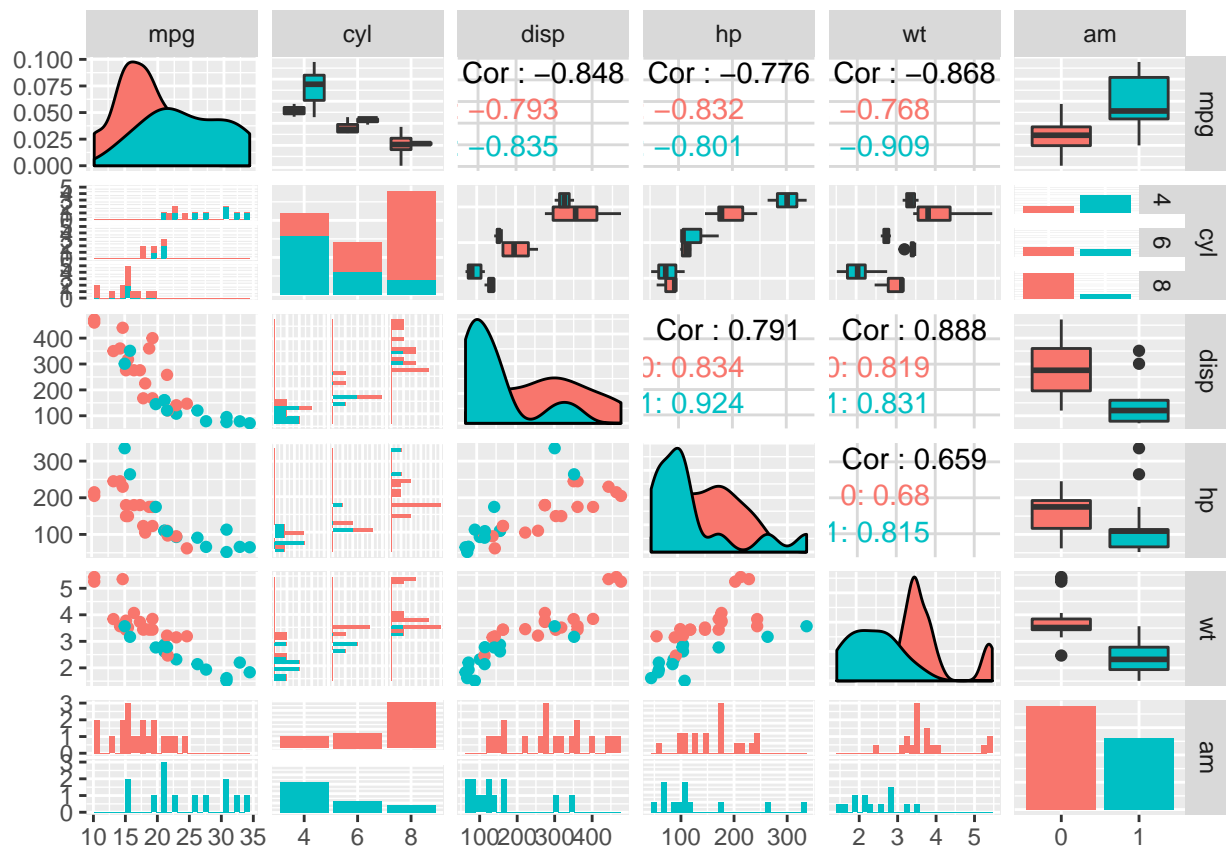 mpg cyl disp hp wt am
0.100
0.075
0.050
0.025
0.000
Cor : −0.848
−0.793
−0.835
Cor : −0.776
−0.832
−0.801
Cor : −0.868
−0.768
−0.909
mpg
4
6
8
cyl
400
300
200
100
Cor : 0.791
0: 0.834
1: 0.924
Cor : 0.888
0: 0.819
1: 0.831
disp
300
200
100
Cor : 0.659
0: 0.68
1: 0.815
hp
5
4
3
2
wt
3
2
1
0
3
2
1
0
am
10 15 20 25 30 35
4 6 8
100 200 300 400
100 200 300
2 3 4 5
0 1